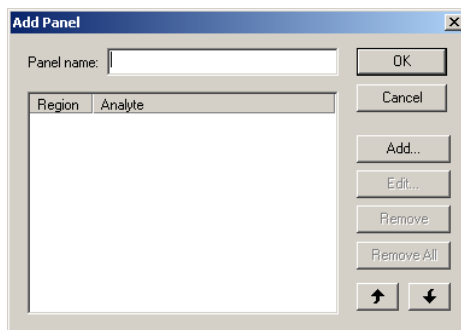 Add Panel
Panel name:
OK
Cancel
Region Analyte
Add...
Edit...
Remove
Remove All